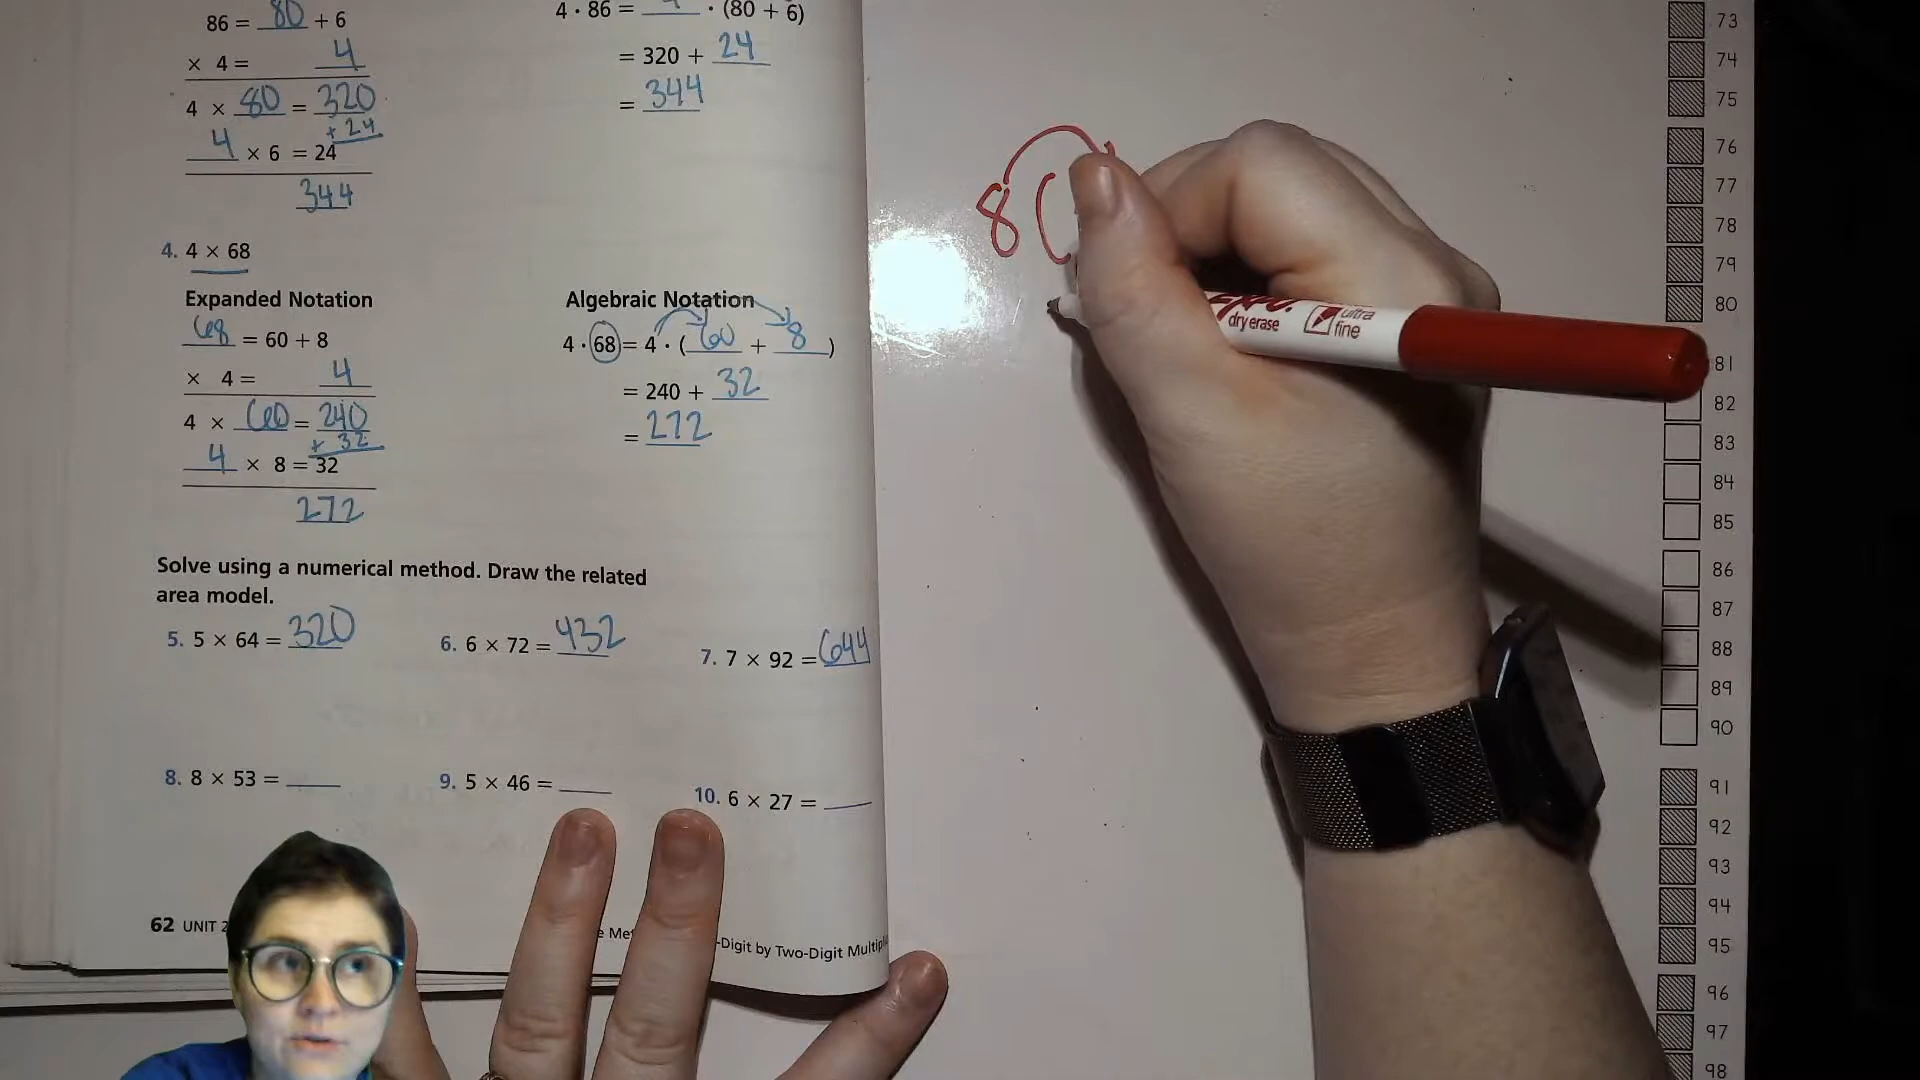 86 = 80 + 6
× 4 = 4
4 × 80 = 320
+ 24
4 × 6 = 24
344
4 · 86 = · (80 + 6)
= 320 + 24
= 344
4. 4 × 68
Expanded Notation
68 = 60 + 8
× 4 = 4
4 × 60 = 240
+ 32
4 × 8 = 32
272
Algebraic Notation
4 · 68 = 4 · ( 60 + 8 )
= 240 + 32
= 272
Solve using a numerical method. Draw the related
area model.
5. 5 × 64 = 320
6. 6 × 72 = 432
7. 7 × 92 = 644
8. 8 × 53 = ____
9. 5 × 46 = ____
10. 6 × 27 = ____
62 UNIT 2
-Digit by Two-Digit
8 (
EXPO
dry erase
ultra
fine
73
74
75
76
77
78
79
80
81
82
83
84
85
86
87
88
89
90
91
92
93
94
95
96
97
98